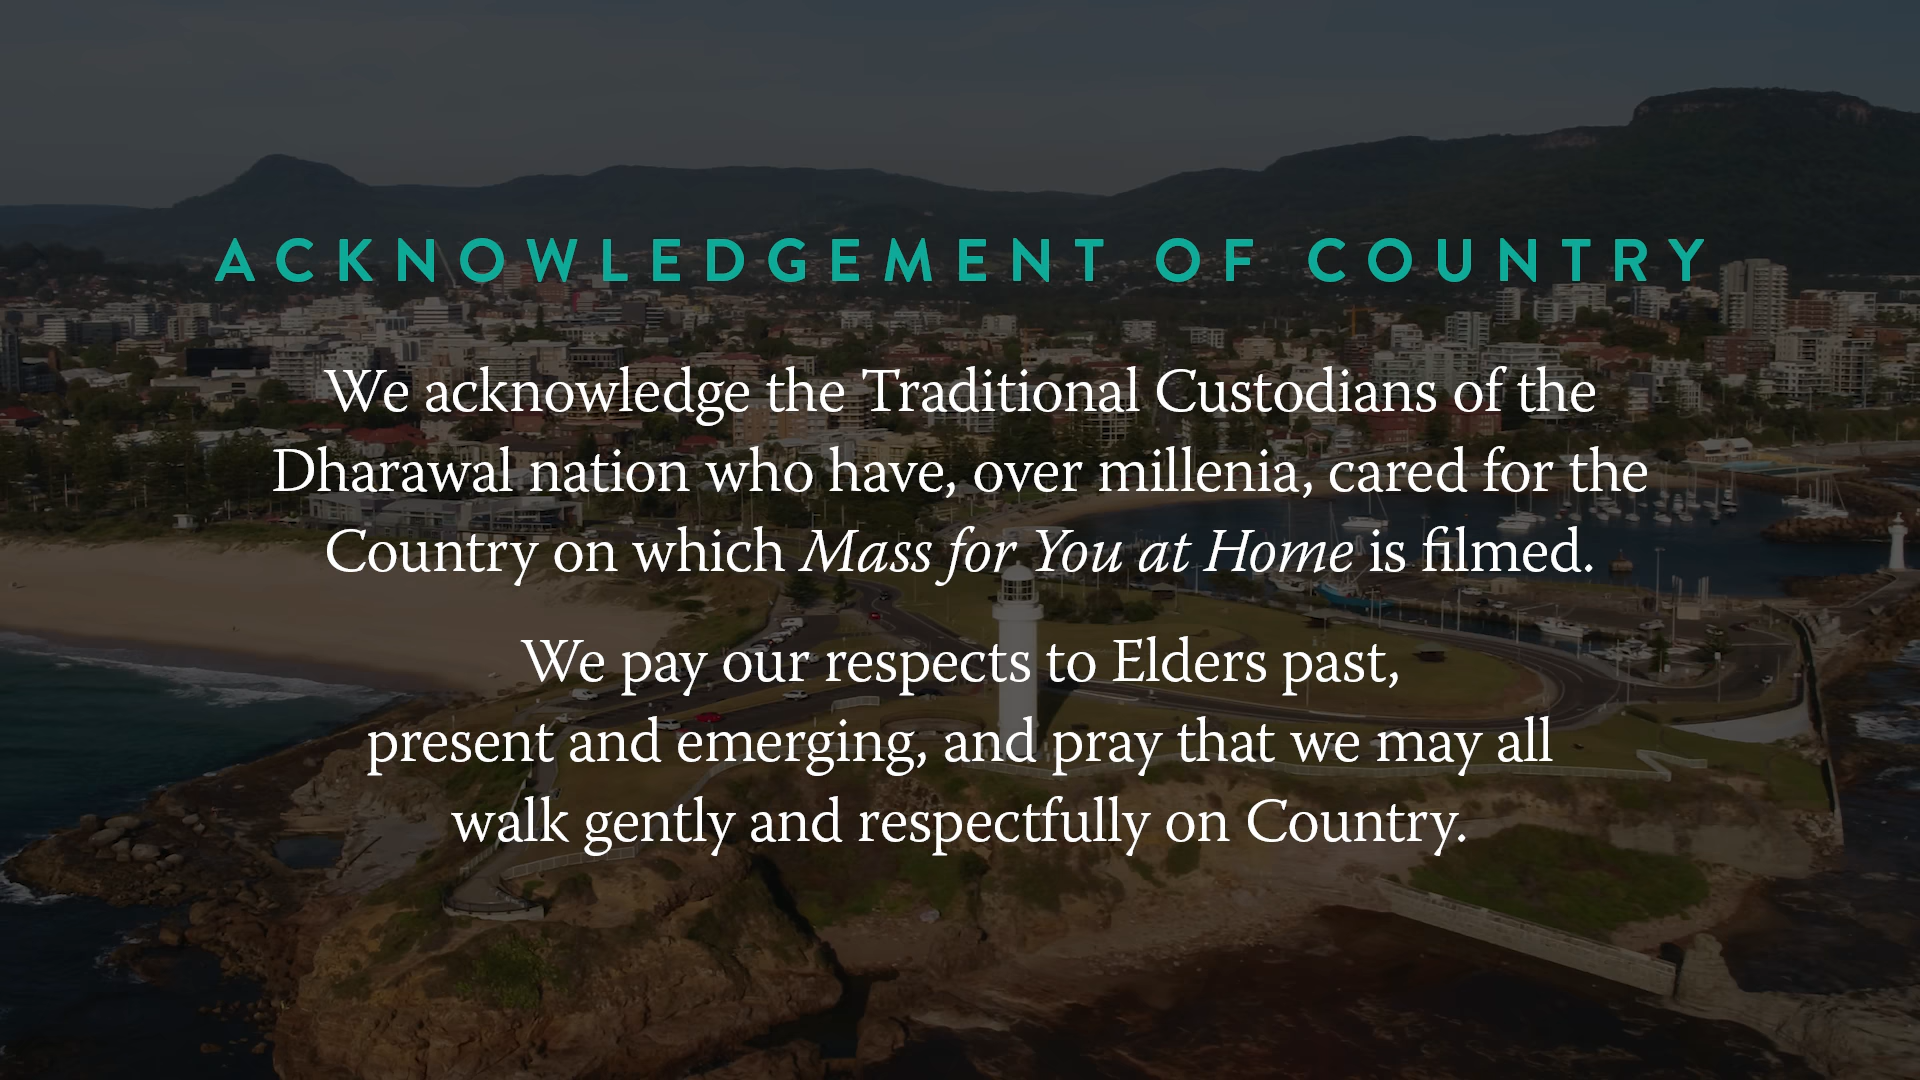 ACKNOWLEDGEMENT OF COUNTRY
We acknowledge the Traditional Custodians of the
Dharawal nation who have, over millenia, cared for the
Country on which Mass for You at Home is filmed.
We pay our respects to Elders past,
present and emerging, and pray that we may all
walk gently and respectfully on Country.